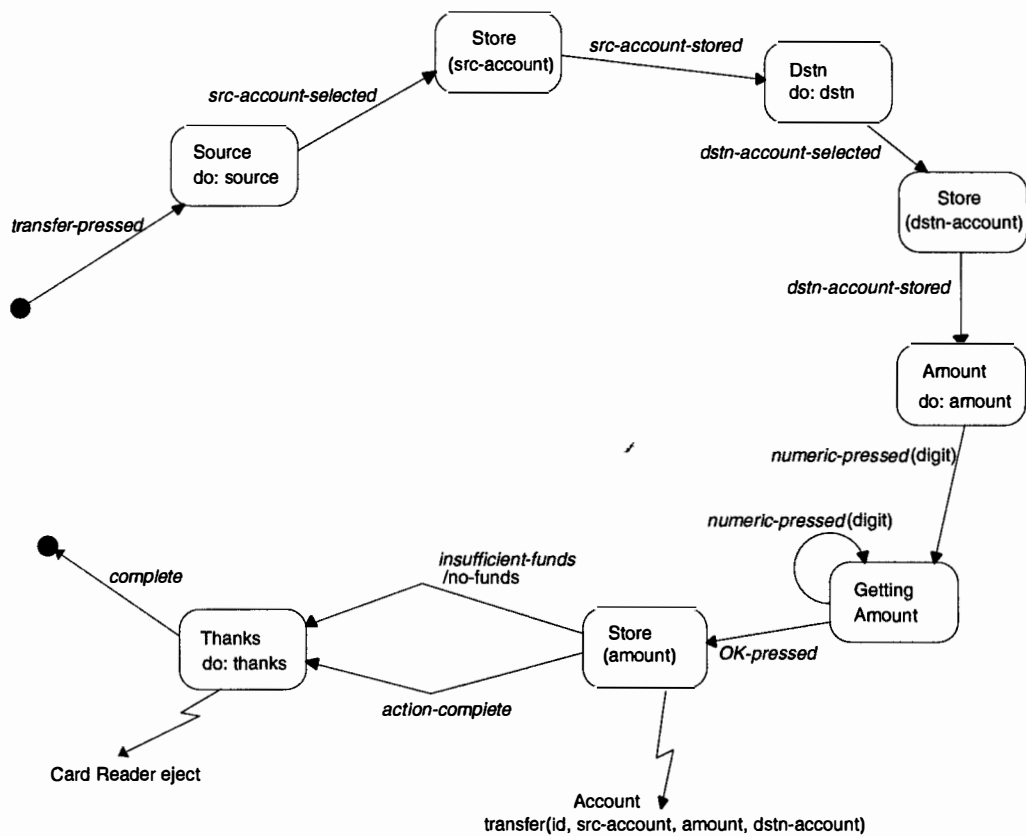 Store
(src-account)
src-account-stored
Dstn
do: dstn
src-account-selected
Source
do: source
dstn-account-selected
transfer-pressed
Store
(dstn-account)
dstn-account-stored
Amount
do: amount
numeric-pressed(digit)
numeric-pressed(digit)
Getting
Amount
insufficient-funds
/no-funds
complete
Thanks
do: thanks
Store
(amount)
OK-pressed
action-complete
Card Reader eject
Account
transfer(id, src-account, amount, dstn-account)